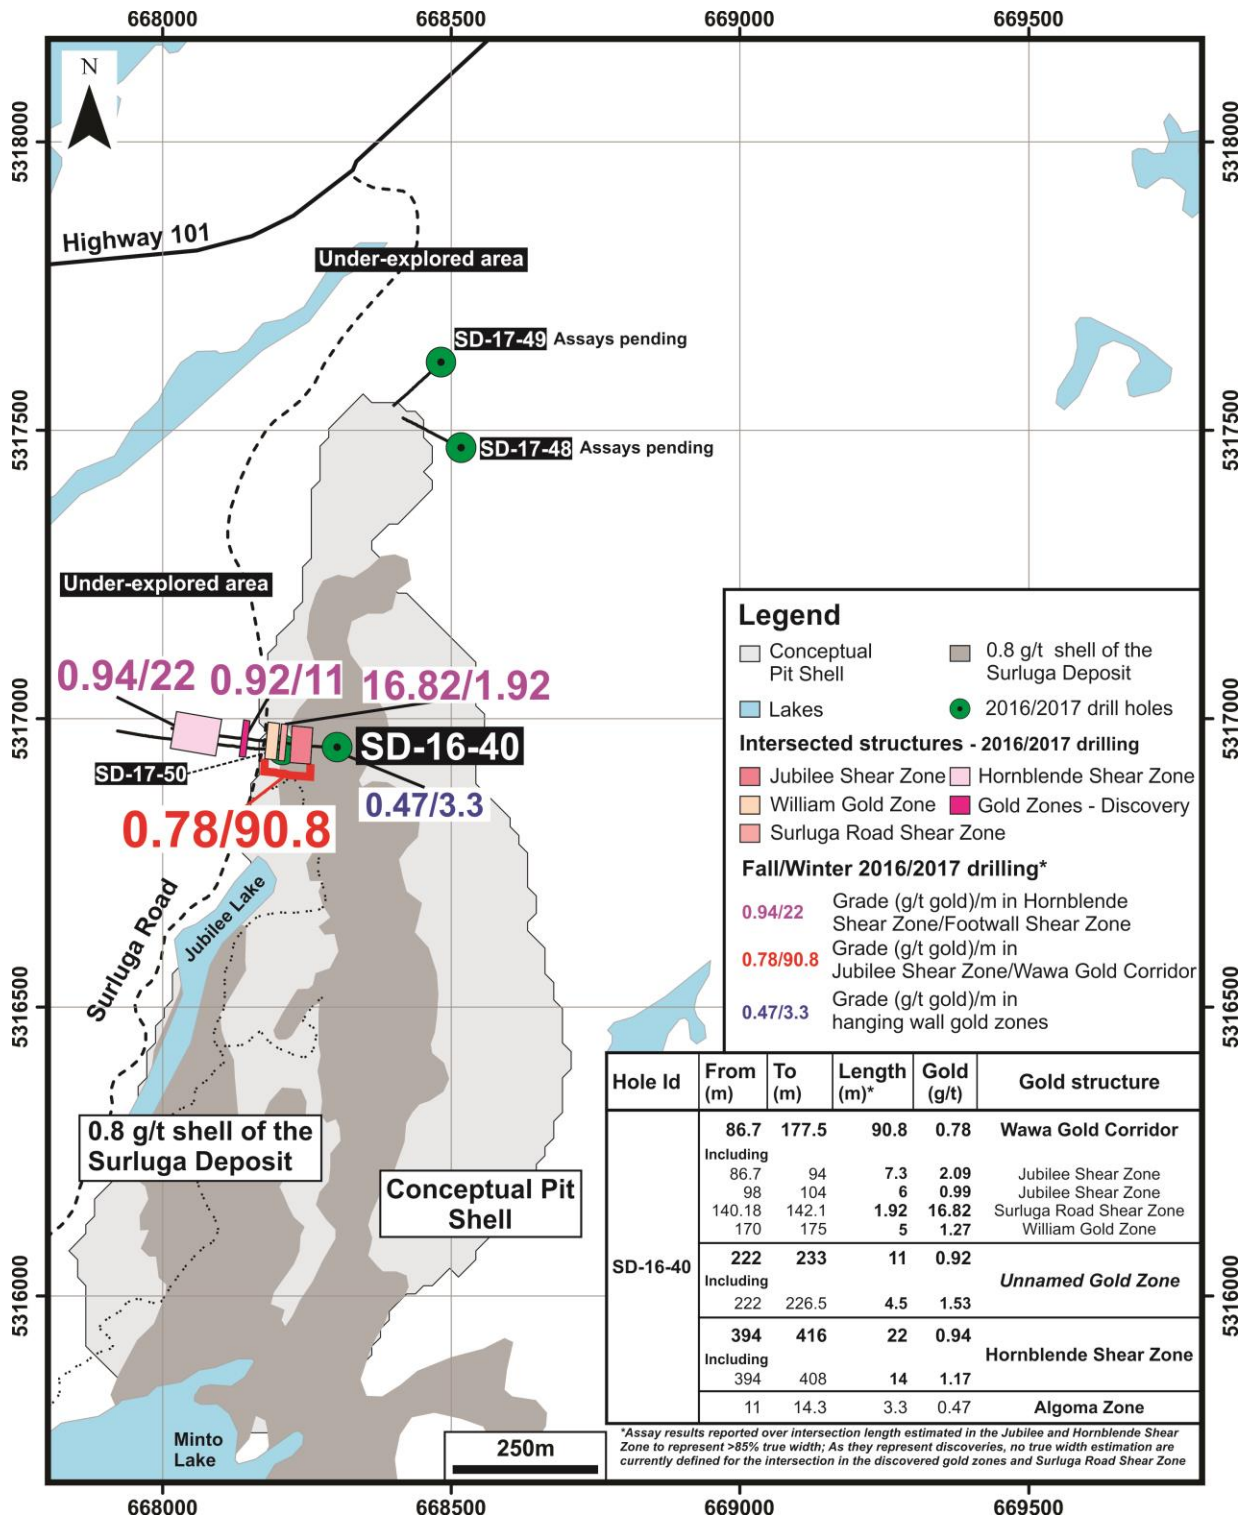 668000 668500 669000 669500
N
5318000 5318000
Highway 101
Under-explored area
SD-17-49 Assays pending
5317500 5317500
SD-17-48 Assays pending
Under-explored area
0.94/22 0.92/11 16.82/1.92
5317000 5317000
SD-16-40
SD-17-50
0.47/3.3
0.78/90.8
Surluga Road
Jubilee Lake
5316500 5316500
0.8 g/t shell of the
Surluga Deposit
Conceptual Pit
Shell
5316000 5316000
Minto
Lake
250m
Legend
Conceptual
Pit Shell
0.8 g/t shell of the
Surluga Deposit
Lakes
2016/2017 drill holes
Intersected structures - 2016/2017 drilling
Jubilee Shear Zone Hornblende Shear Zone
William Gold Zone Gold Zones - Discovery
Surluga Road Shear Zone
Fall/Winter 2016/2017 drilling*
0.94/22 Grade (g/t gold)/m in Hornblende
Shear Zone/Footwall Shear Zone
0.78/90.8 Grade (g/t gold)/m in
Jubilee Shear Zone/Wawa Gold Corridor
0.47/3.3 Grade (g/t gold)/m in
hanging wall gold zones
Hole Id From (m) To (m) Length (m)* Gold (g/t) Gold structure
SD-16-40
86.7 177.5 90.8 0.78 Wawa Gold Corridor
Including
86.7 94 7.3 2.09 Jubilee Shear Zone
98 104 6 0.99 Jubilee Shear Zone
140.18 142.1 1.92 16.82 Surluga Road Shear Zone
170 175 5 1.27 William Gold Zone
222 233 11 0.92 Unnamed Gold Zone
Including
222 226.5 4.5 1.53
394 416 22 0.94 Hornblende Shear Zone
Including
394 408 14 1.17
11 14.3 3.3 0.47 Algoma Zone
*Assay results reported over intersection length estimated in the Jubilee and Hornblende Shear
Zone to represent >85% true width; As they represent discoveries, no true width estimation are
currently defined for the intersection in the discovered gold zones and Surluga Road Shear Zone
668000 668500 669000 669500